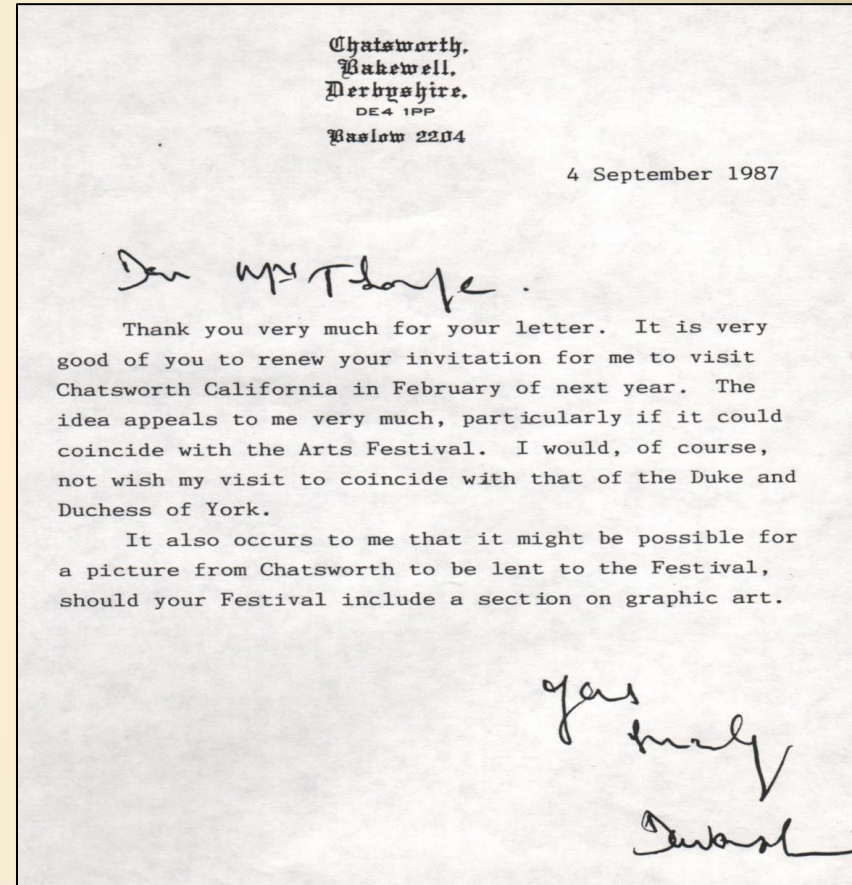 Chatsworth,
Bakewell,
Derbyshire,
DE4 1PP
Baslow 2204
4 September 1987
Dear Mrs Thorpe.
Thank you very much for your letter. It is very
good of you to renew your invitation for me to visit
Chatsworth California in February of next year. The
idea appeals to me very much, particularly if it could
coincide with the Arts Festival. I would, of course,
not wish my visit to coincide with that of the Duke and
Duchess of York.
It also occurs to me that it might be possible for
a picture from Chatsworth to be lent to the Festival,
should your Festival include a section on graphic art.
Yours
sincerely